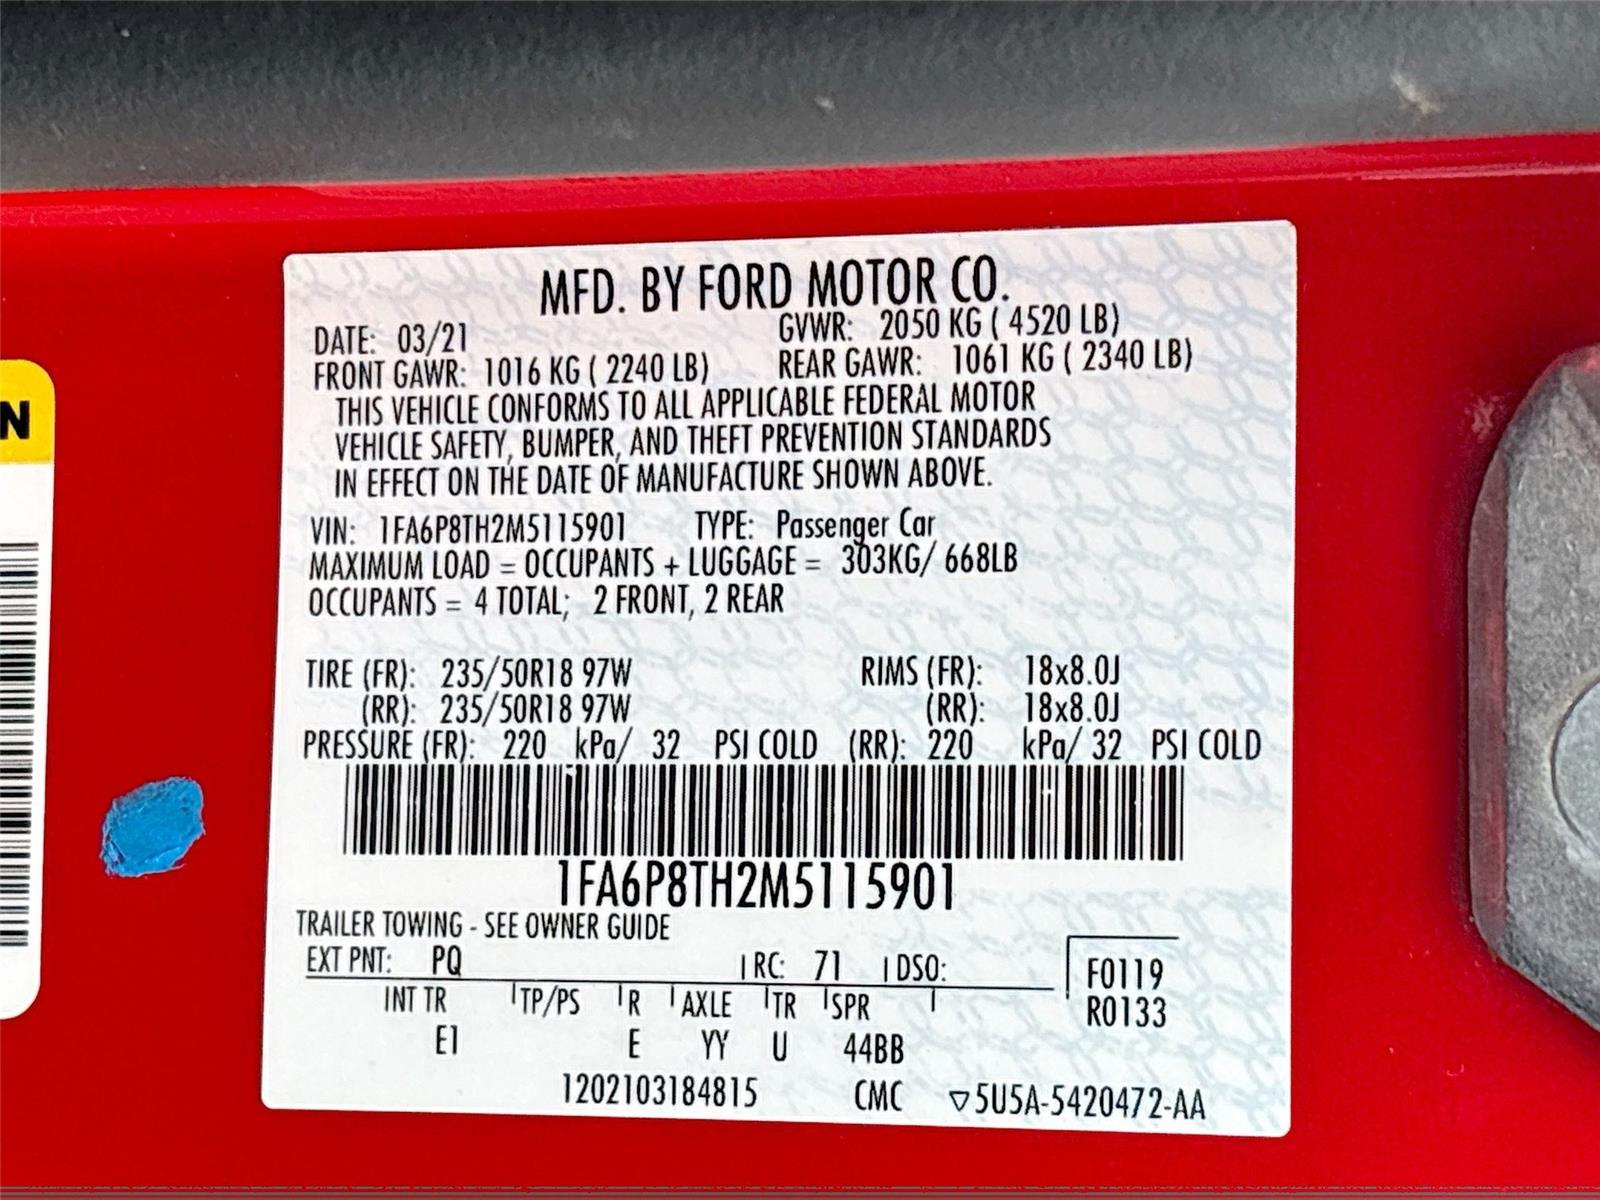 N
MFD. BY FORD MOTOR CO.
DATE: 03/21 GVWR: 2050 KG ( 4520 LB)
FRONT GAWR: 1016 KG ( 2240 LB) REAR GAWR: 1061 KG ( 2340 LB)
THIS VEHICLE CONFORMS TO ALL APPLICABLE FEDERAL MOTOR
VEHICLE SAFETY, BUMPER, AND THEFT PREVENTION STANDARDS
IN EFFECT ON THE DATE OF MANUFACTURE SHOWN ABOVE.
VIN: 1FA6P8TH2M5115901 TYPE: Passenger Car
MAXIMUM LOAD = OCCUPANTS + LUGGAGE = 303KG/ 668LB
OCCUPANTS = 4 TOTAL; 2 FRONT, 2 REAR
TIRE (FR): 235/50R18 97W RIMS (FR): 18x8.0J
(RR): 235/50R18 97W (RR): 18x8.0J
PRESSURE (FR): 220 kPa/ 32 PSI COLD (RR): 220 kPa/ 32 PSI COLD
1FA6P8TH2M5115901
TRAILER TOWING - SEE OWNER GUIDE
EXT PNT: PQ RC: 71 DSO: F0119
INT TR TP/PS R AXLE TR SPR R0133
E1 E YY U 44BB
1202103184815 CMC ▽5U5A-5420472-AA